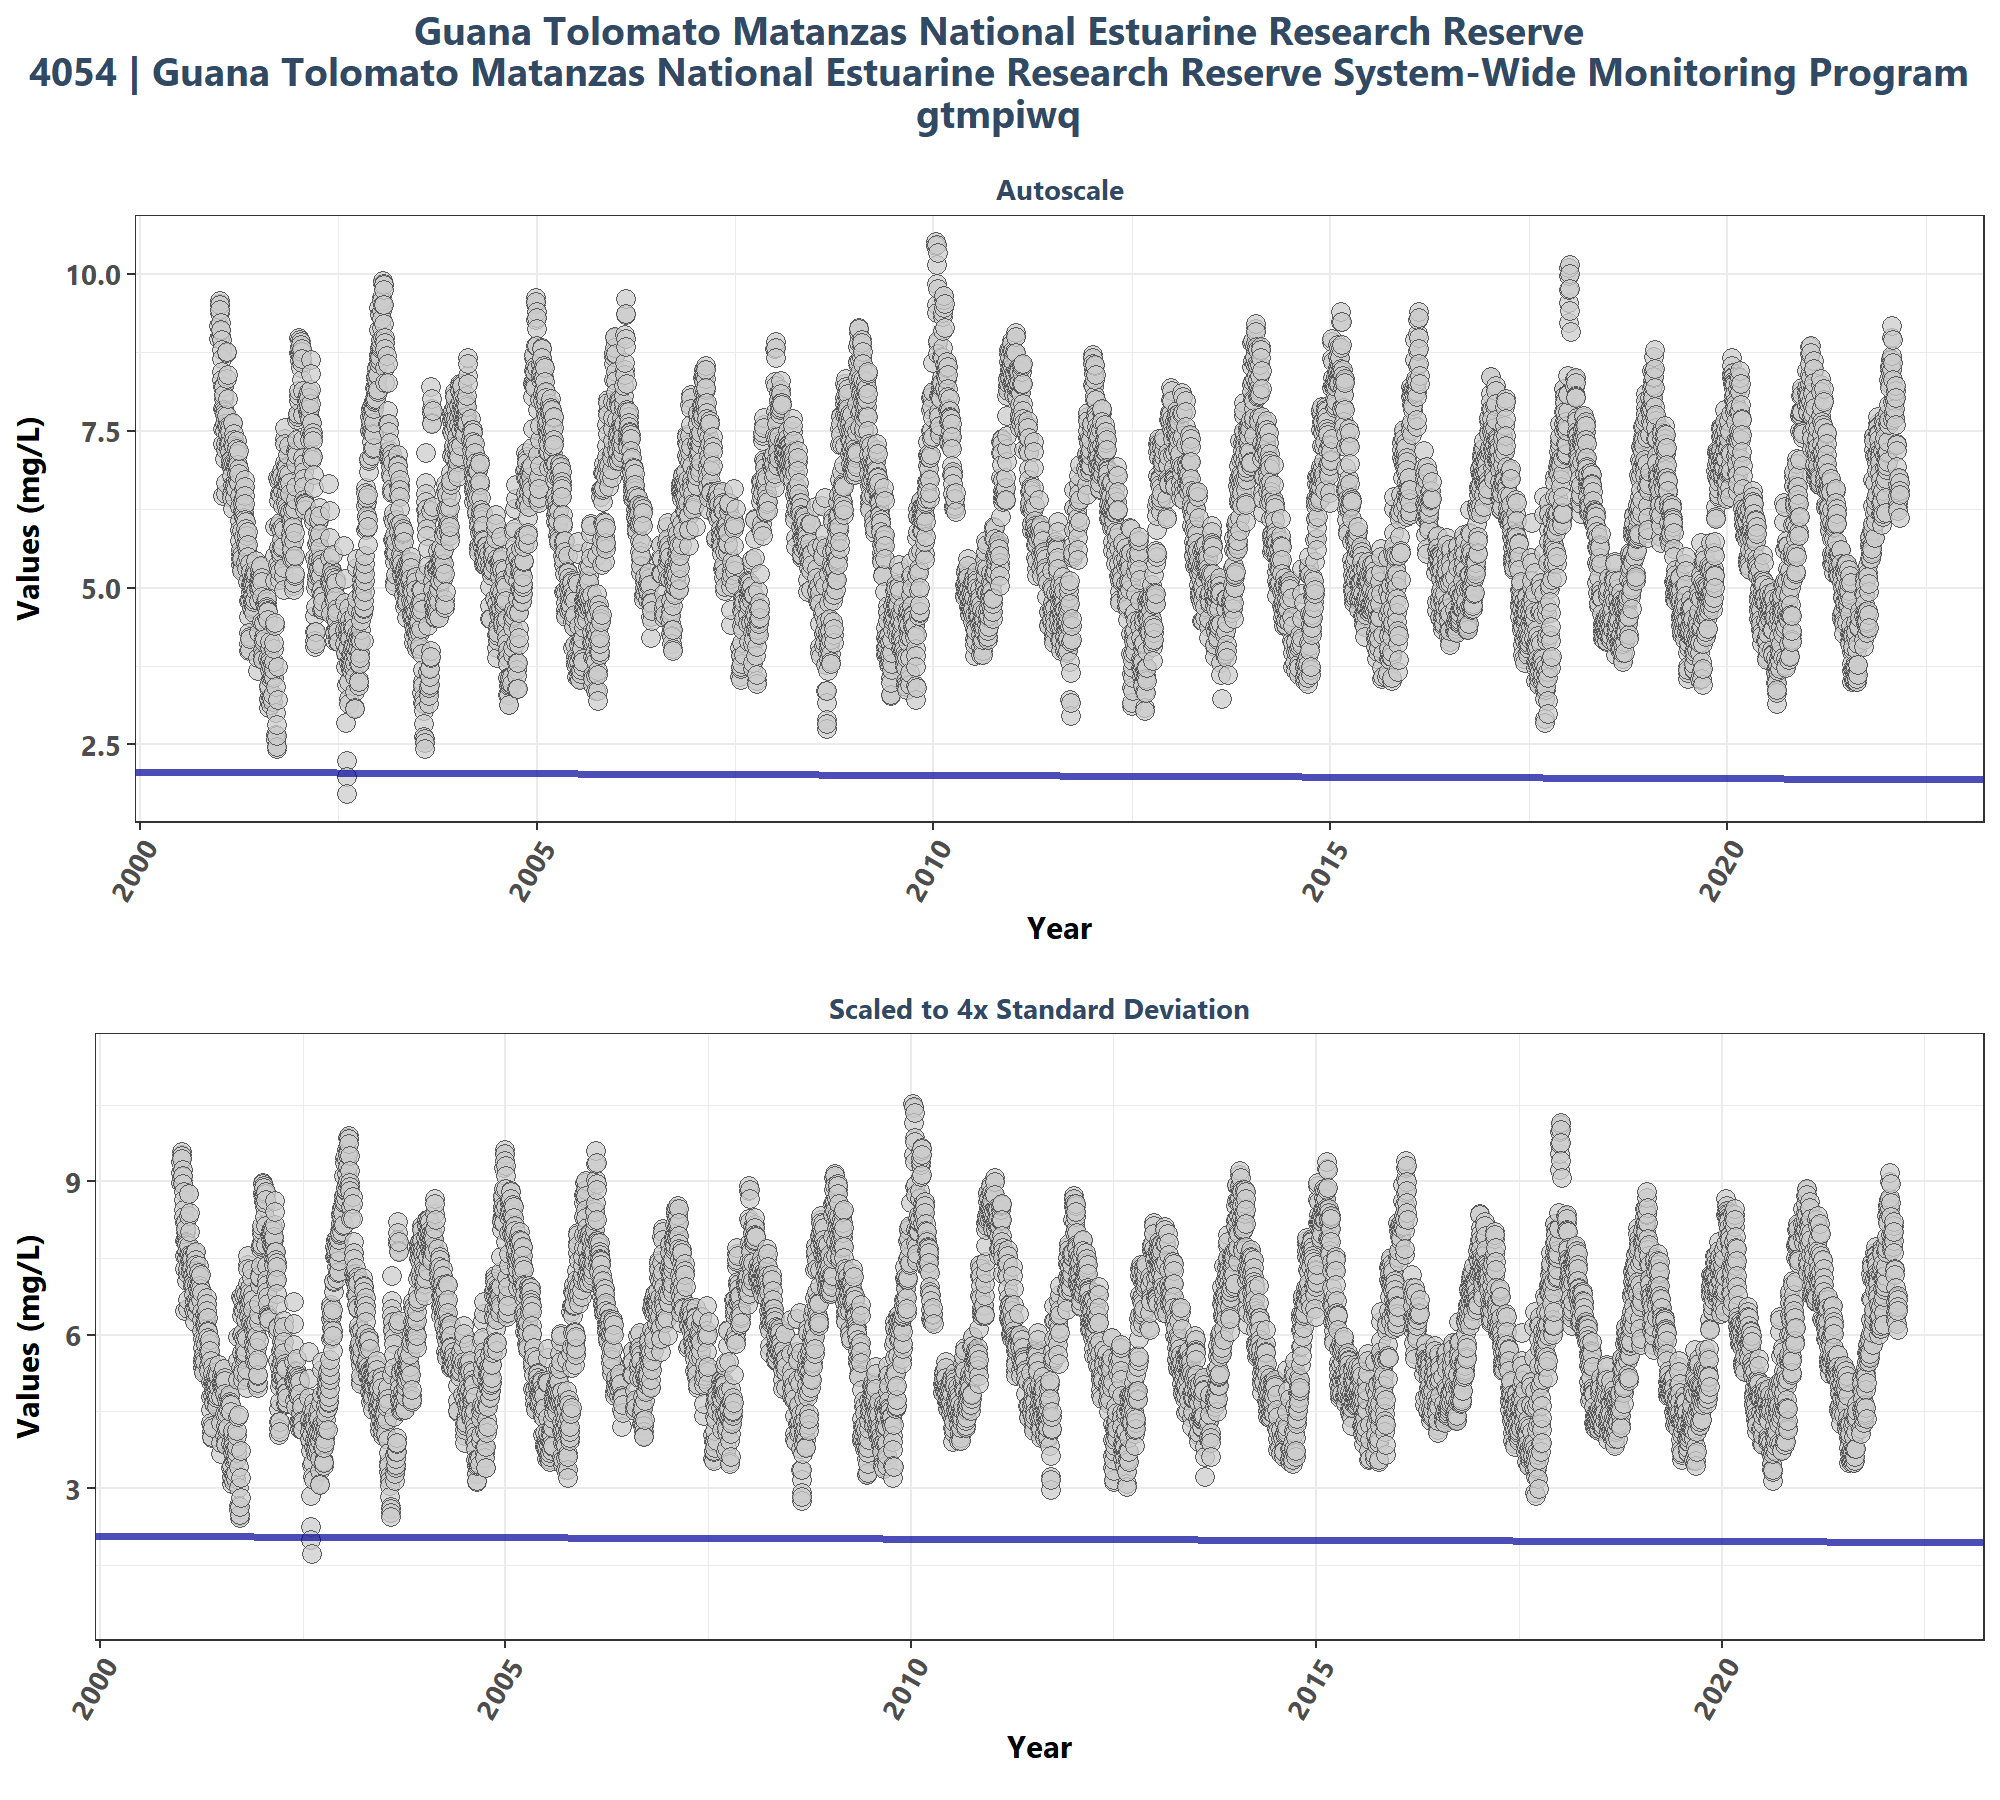 Guana Tolomato Matanzas National Estuarine Research Reserve
4054 | Guana Tolomato Matanzas National Estuarine Research Reserve System-Wide Monitoring Program
gtmpiwq
Autoscale
Values (mg/L)
10.0
7.5
5.0
2.5
2000
2005
2010
2015
2020
Year
Scaled to 4x Standard Deviation
Values (mg/L)
9
6
3
2000
2005
2010
2015
2020
Year